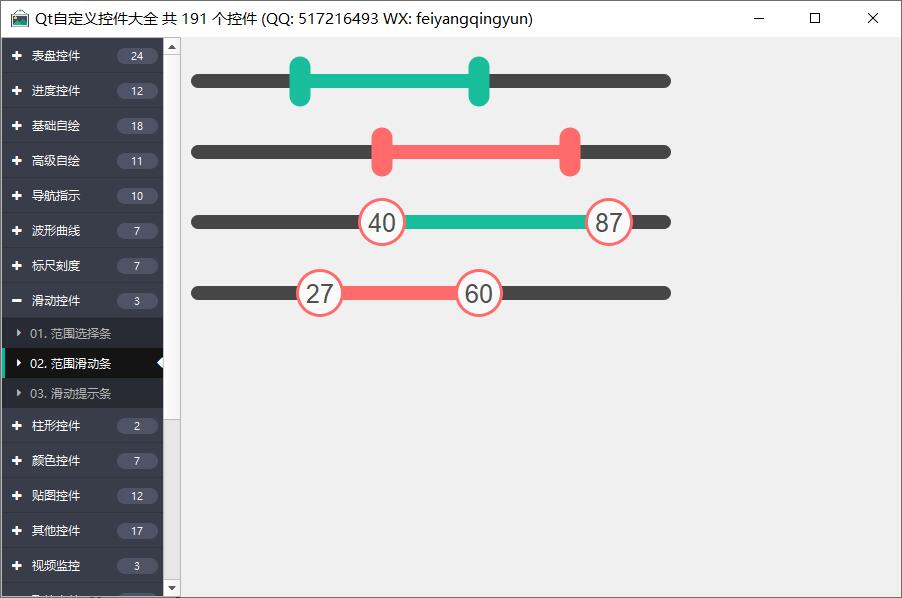 Qt自定义控件大全 共 191 个控件 (QQ: 517216493 WX: feiyangqingyun)
表盘控件 24
进度控件 12
基础自绘 18
高级自绘 11
导航指示 10
波形曲线 7
标尺刻度 7
滑动控件 3
01. 范围选择条
02. 范围滑动条
03. 滑动提示条
柱形控件 2
颜色控件 7
贴图控件 12
其他控件 17
视频监控 3
40 87
27 60